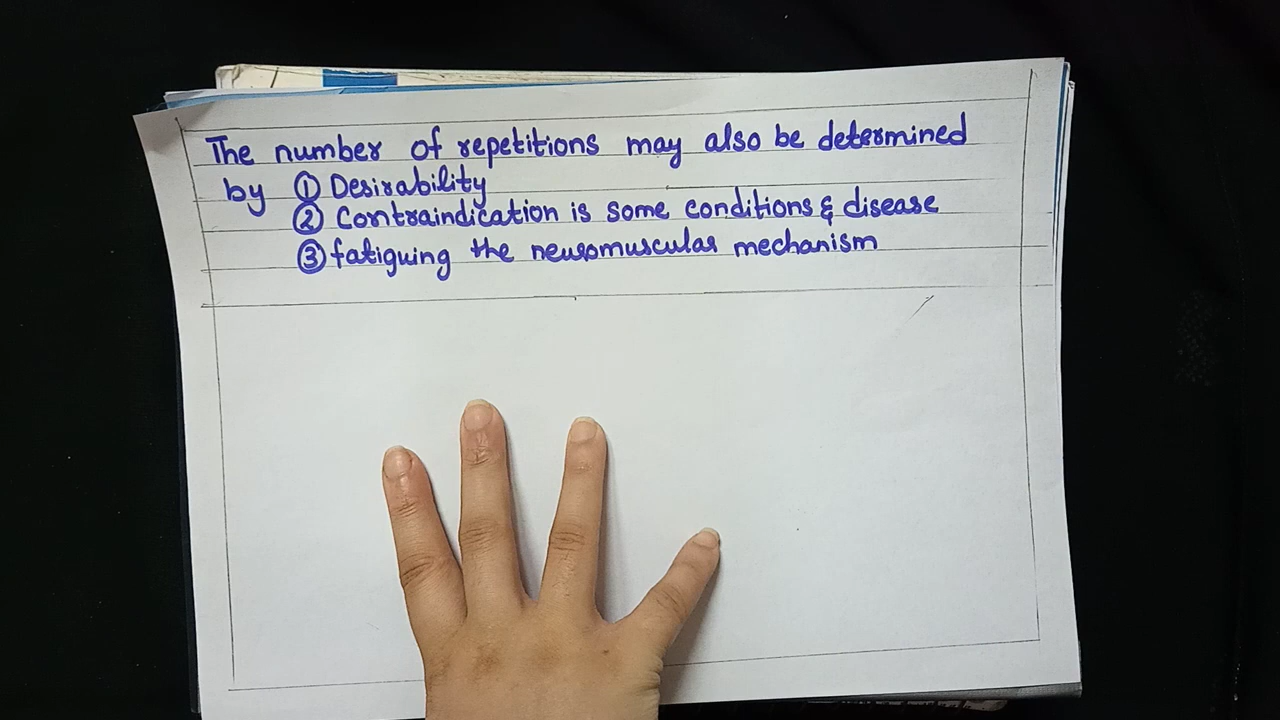 The number of repetitions may also be determined
by ① Desirability
② Contraindication is some conditions & disease
③ fatiguing the neuromuscular mechanism